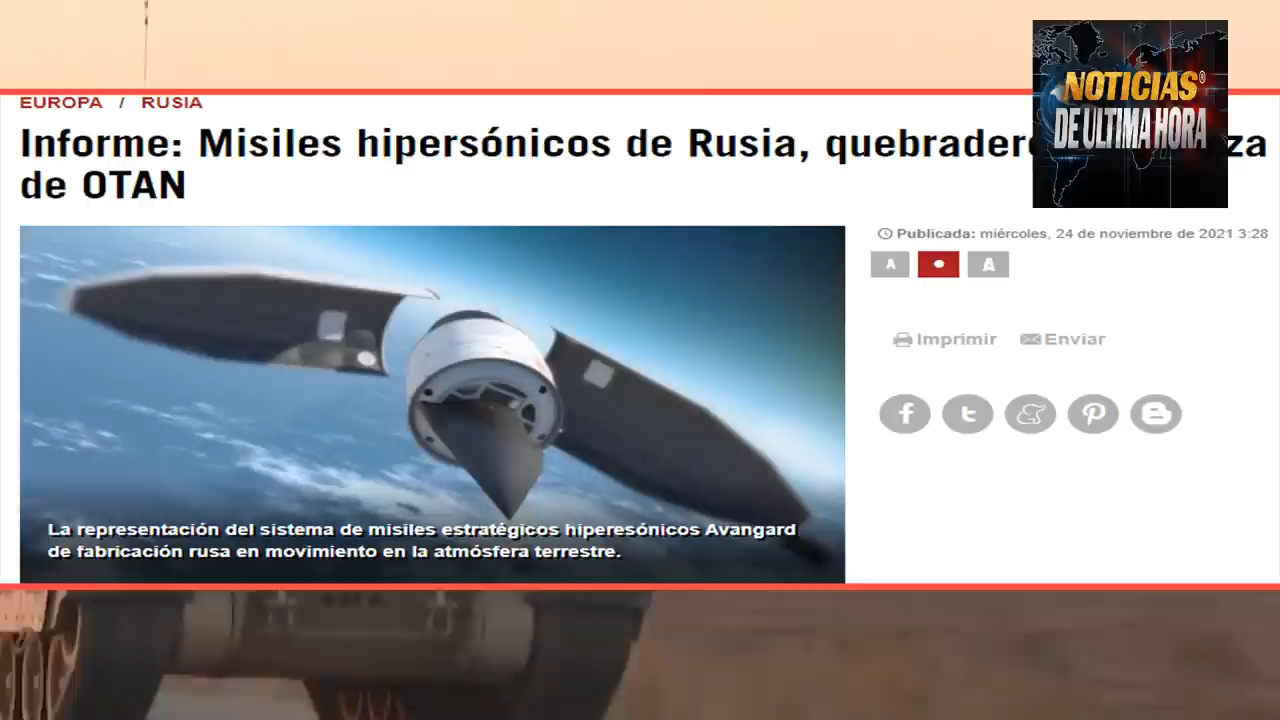 EUROPA / RUSIA
Informe: Misiles hipersónicos de Rusia,
de OTAN
NOTICIAS®
DE ULTIMA HORA
Publicada: miércoles, 24 de noviembre de 2021 3:28
A A
Imprimir Enviar
La representación del sistema de misiles estratégicos hiperesónicos Avangard
de fabricación rusa en movimiento en la atmósfera terrestre.